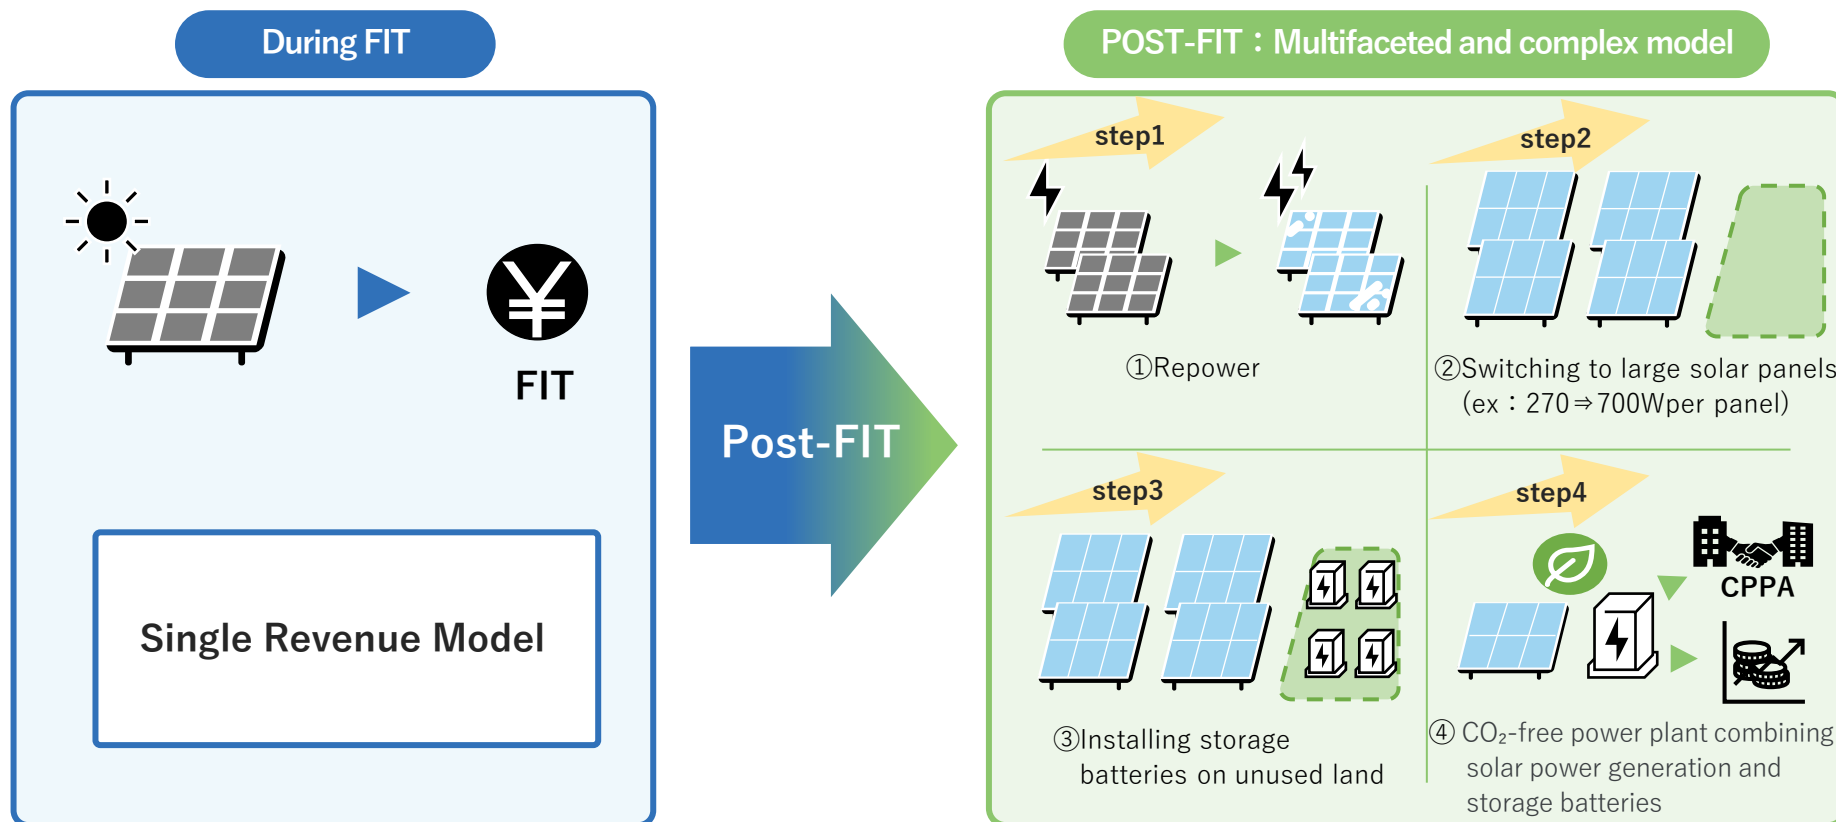 During FIT
FIT
Single Revenue Model
Post-FIT
POST-FIT：Multifaceted and complex model
step1
①Repower
step2
②Switching to large solar panels
(ex：270⇒700Wper panel)
step3
③Installing storage
batteries on unused land
step4
CPPA
④ CO₂-free power plant combining
solar power generation and
storage batteries